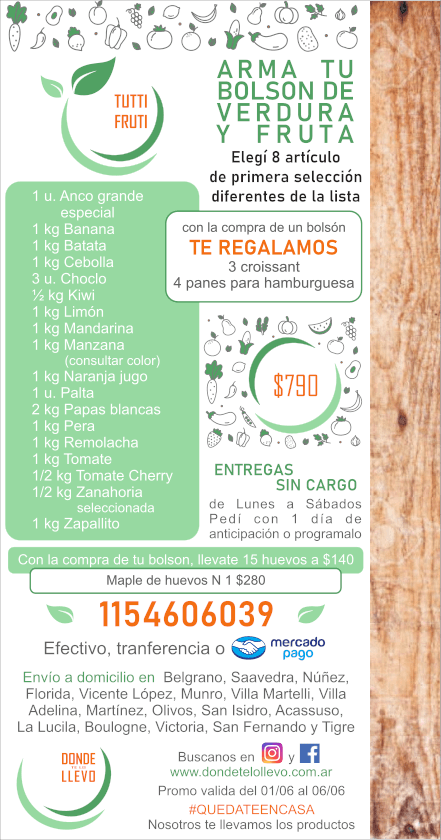 TUTTI
FRUTI
ARMA TU
BOLSON DE
VERDURA
Y FRUTA
Elegí 8 artículo
de primera selección
diferentes de la lista
1 u. Anco grande
especial
1 kg Banana
1 kg Batata
1 kg Cebolla
3 u. Choclo
½ kg Kiwi
1 kg Limón
1 kg Mandarina
1 kg Manzana
(consultar color)
1 kg Naranja jugo
1 u. Palta
2 kg Papas blancas
1 kg Pera
1 kg Remolacha
1 kg Tomate
1/2 kg Tomate Cherry
1/2 kg Zanahoria
seleccionada
1 kg Zapallito
con la compra de un bolsón
TE REGALAMOS
3 croissant
4 panes para hamburguesa
$790
ENTREGAS
SIN CARGO
de Lunes a Sábados
Pedí con 1 día de
anticipación o programalo
Con la compra de tu bolson, llevate 15 huevos a $140
Maple de huevos N 1 $280
1154606039
Efectivo, tranferencia o mercado
pago
Envío a domicilio en Belgrano, Saavedra, Núñez,
Florida, Vicente López, Munro, Villa Martelli, Villa
Adelina, Martínez, Olivos, San Isidro, Acassuso,
La Lucila, Boulogne, Victoria, San Fernando y Tigre
DONDE
LLEVO
Buscanos en y
www.dondetelollevo.com.ar
Promo valida del 01/06 al 06/06
#QUEDATEENCASA
Nosotros te llevamos los productos